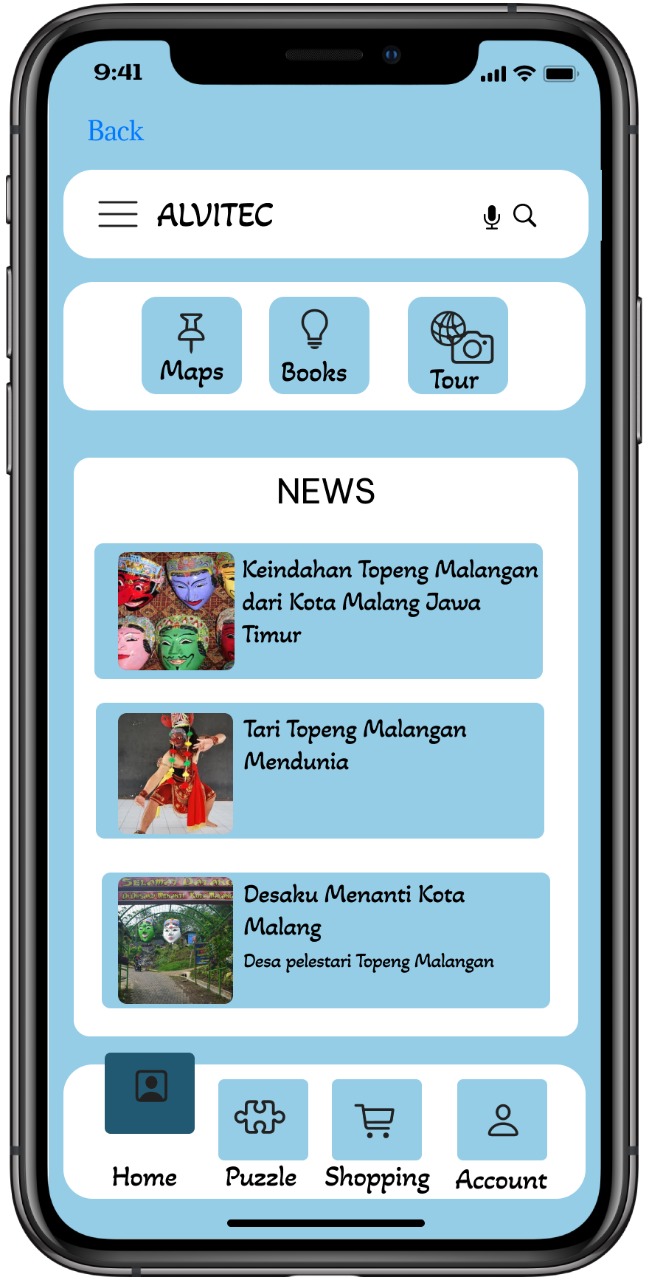 9:41
Back
ALVITEC
Maps
Books
Tour
NEWS
Keindahan Topeng Malangan
dari Kota Malang Jawa
Timur
Tari Topeng Malangan
Mendunia
Desaku Menanti Kota
Malang
Desa pelestari Topeng Malangan
Home
Puzzle
Shopping
Account